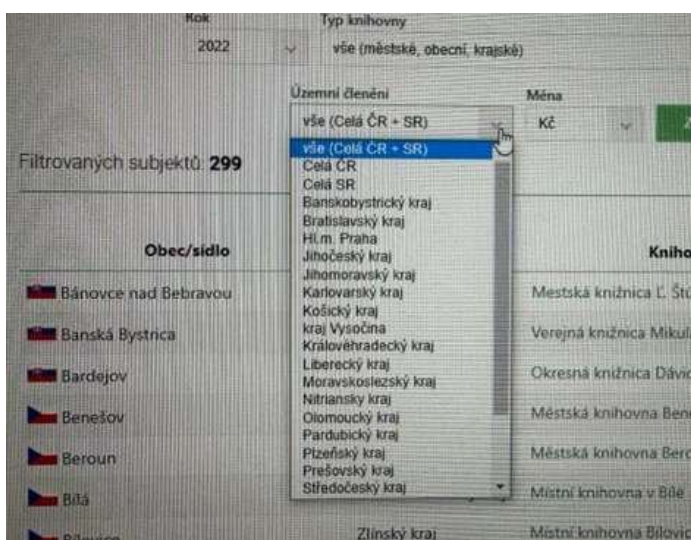 Rok
Typ knihovny
2022
vše (městské, obecní, krajské)
Územní členění
Měna
vše (Celá ČR + SR)
Kč
Filtrovaných subjektů: 299
vše (Celá ČR + SR)
Celá ČR
Celá SR
Banskobystrický kraj
Bratislavský kraj
Hl.m. Praha
Jihočeský kraj
Jihomoravský kraj
Karlovarský kraj
Košický kraj
kraj Vysočina
Královéhradecký kraj
Liberecký kraj
Moravskoslezský kraj
Nitriansky kraj
Olomoucký kraj
Pardubický kraj
Plzeňský kraj
Prešovský kraj
Středočeský kraj
Obec/sídlo
Kniho
Bánovce nad Bebravou
Mestská knižnica Ľ. Štú
Banská Bystrica
Verejná knižnica Mikulá
Bardejov
Okresná knižnica Dávid
Benešov
Městská knihovna Ben
Beroun
Městská knihovna Bero
Bílá
Místní knihovna v Bílé
Bílovice
Zlínský kraj
Místní knihovna Bílovic